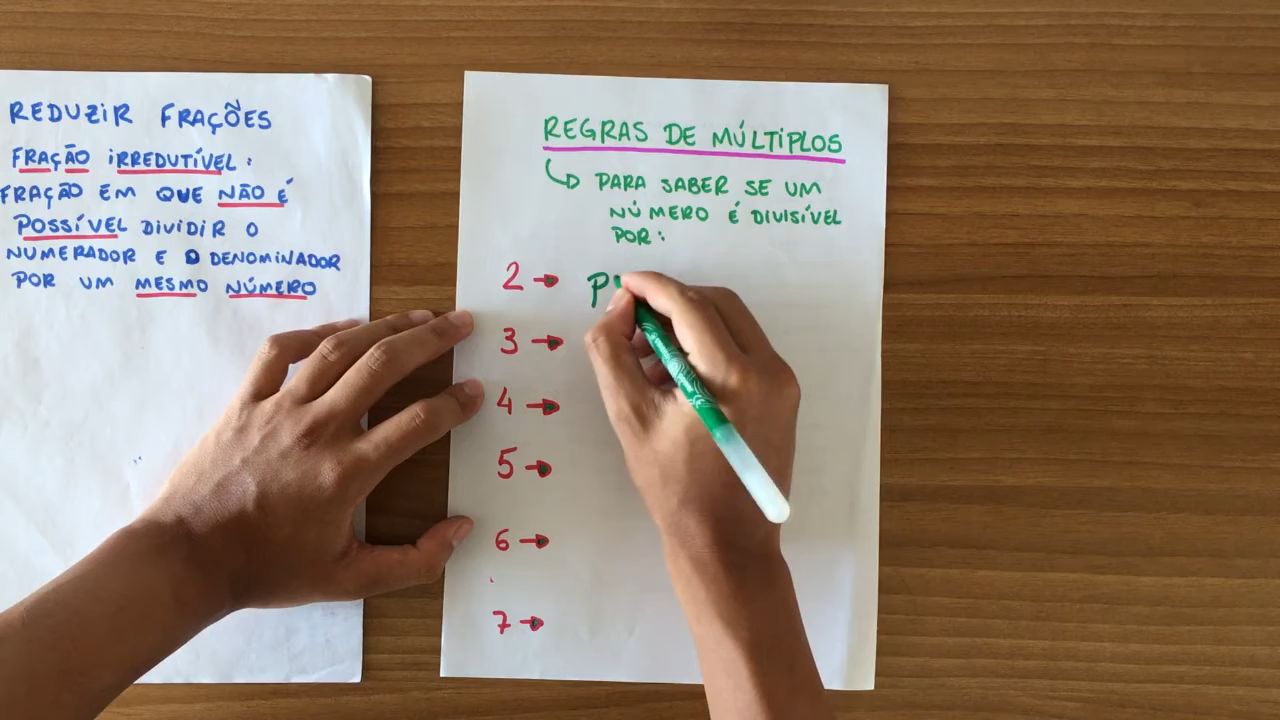 REDUZIR FRAÇÕES
FRAÇÃO IRREDUTÍVEL:
FRAÇÃO EM QUE NÃO É
POSSÍVEL DIVIDIR O
NUMERADOR E O DENOMINADOR
POR UM MESMO NÚMERO
REGRAS DE MÚLTIPLOS
↳ PARA SABER SE UM
NÚMERO É DIVISÍVEL
POR:
2 →
3 →
4 →
5 →
6 →
7 →